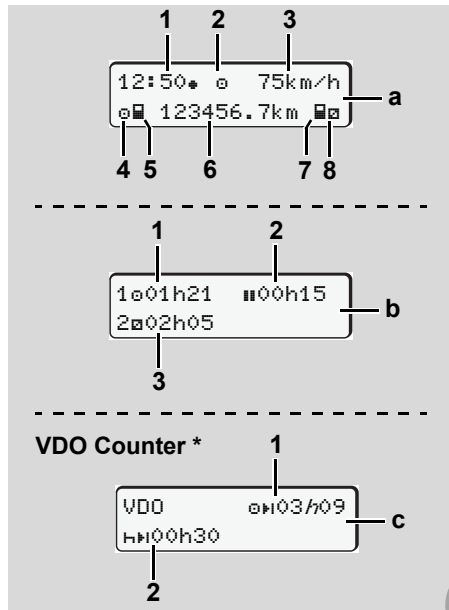 1 2 3
12:50● ⊙ 75km/h
a
⊙ 123456.7km
4 5 6 7 8
1 2
1⊙01h21 00h15
b
2 02h05
3
VDO Counter *
1
VDO ⊙03h09
c
00h30
2